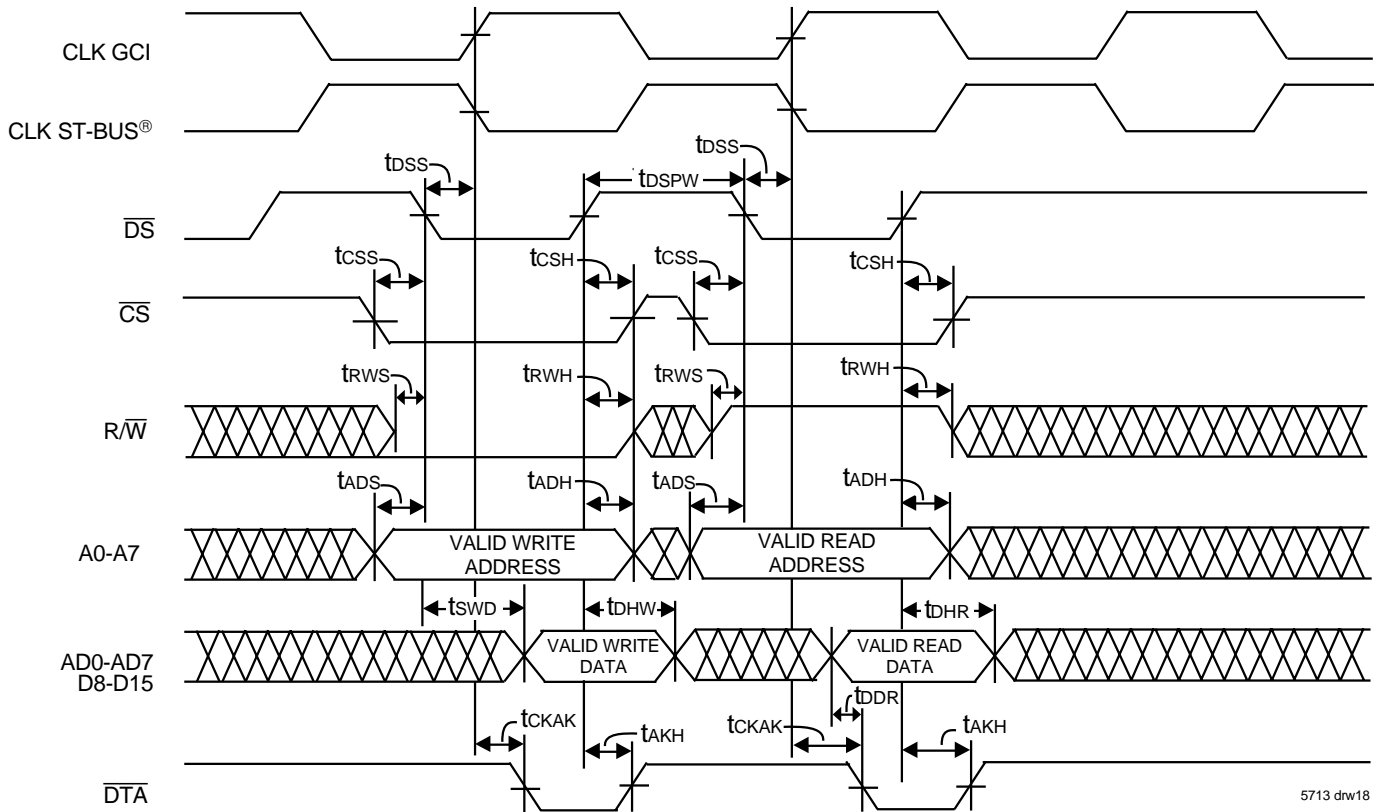 CLK GCI
CLK ST-BUS®
tDSS
tDSPW
tDSS
DS
tCSS
tCSH
tCSS
tCSH
CS
tRWS
tRWH
tRWS
tRWH
R/W
tADS
tADH
tADS
tADH
A0-A7
VALID WRITE
ADDRESS
VALID READ
ADDRESS
tSWD
tDHW
tDHR
AD0-AD7
D8-D15
VALID WRITE
DATA
VALID READ
DATA
tDDR
tCKAK
tAKH
tCKAK
tAKH
DTA
5713 drw18